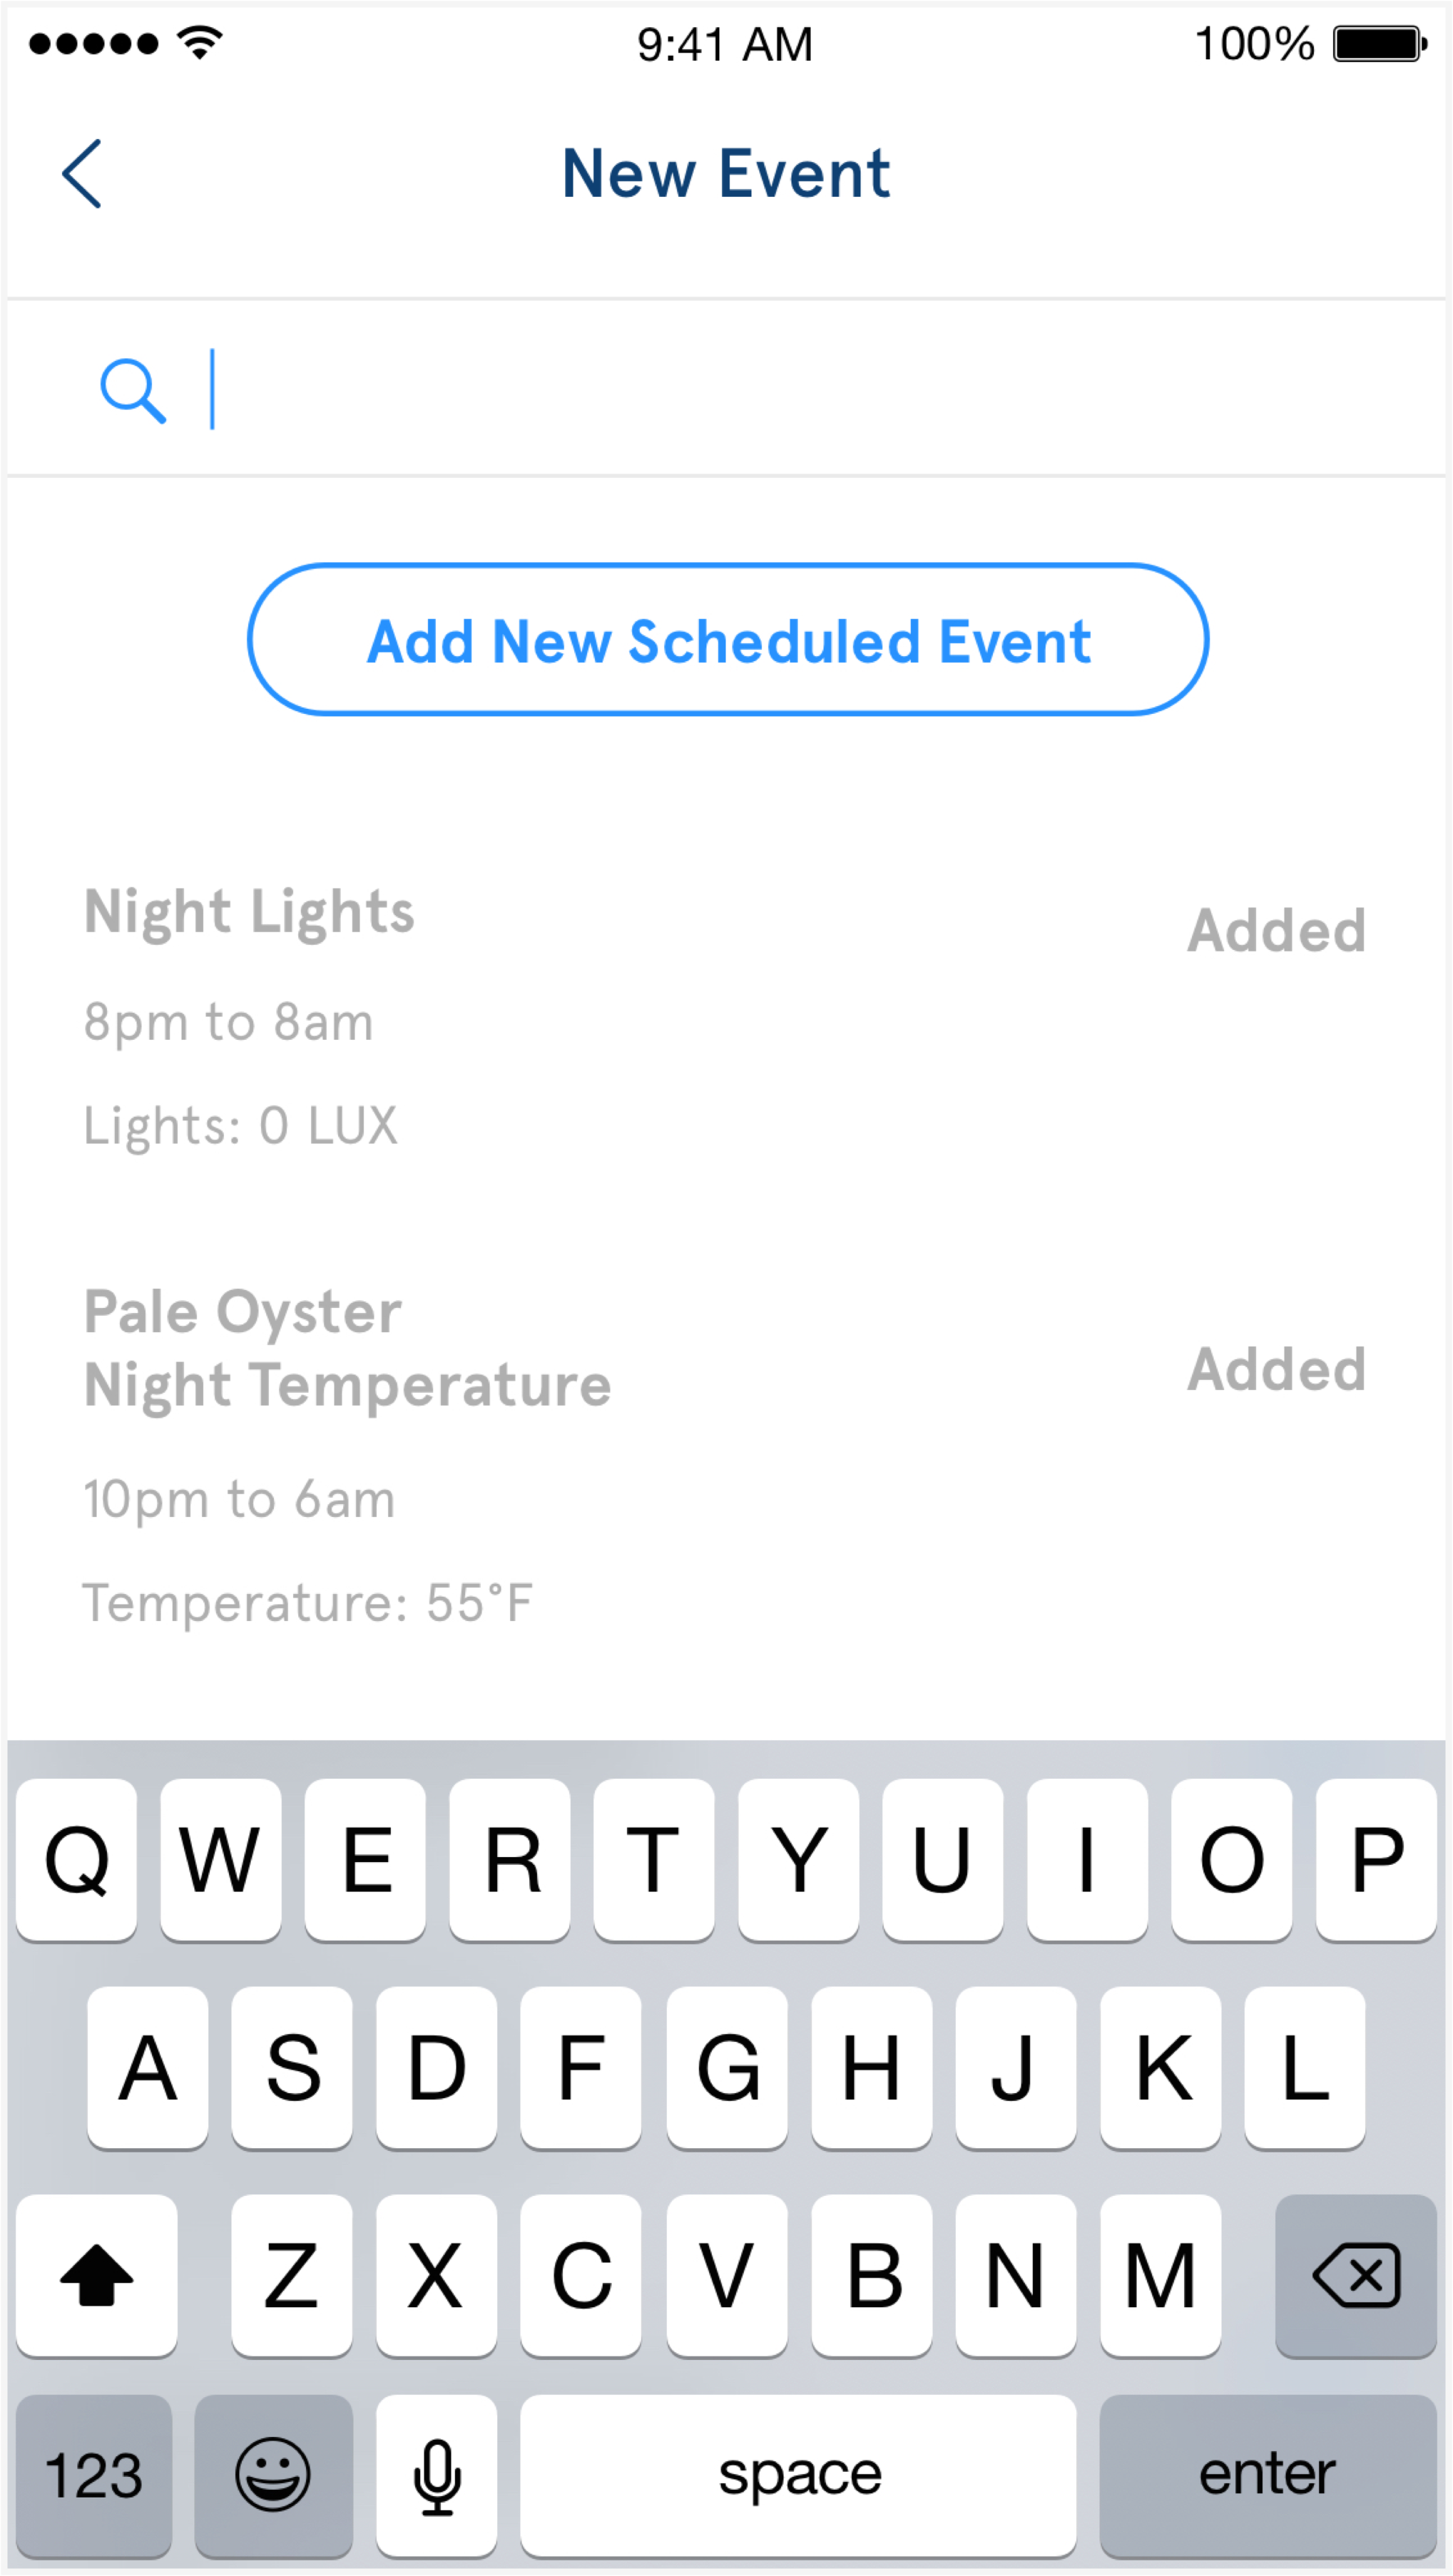 9:41 AM
100%
New Event
Add New Scheduled Event
Night Lights
Added
8pm to 8am
Lights: 0 LUX
Pale Oyster
Night Temperature
Added
10pm to 6am
Temperature: 55°F
Q W E R T Y U I O P
A S D F G H J K L
Z X C V B N M
123 space enter